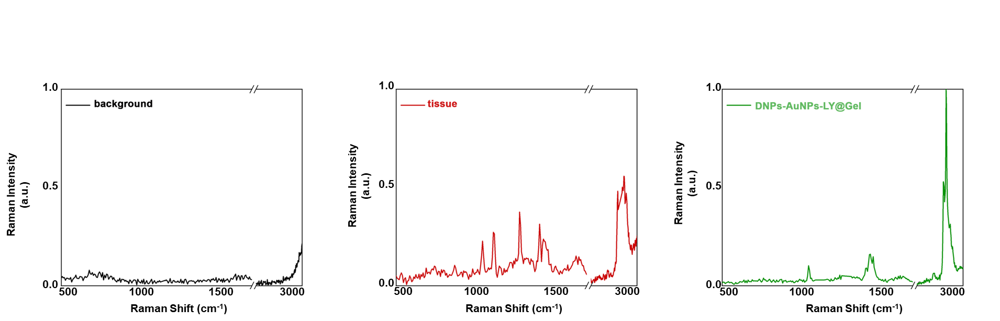 1.0
background
0.5
0.0
500 1000 1500 3000
Raman Intensity
(a.u.)
Raman Shift (cm-1)
1.0
tissue
0.5
0.0
500 1000 1500 3000
Raman Intensity
(a.u.)
Raman Shift (cm-1)
1.0
DNPs-AuNPs-LY@Gel
0.5
0.0
500 1000 1500 3000
Raman Intensity
(a.u.)
Raman Shift (cm-1)